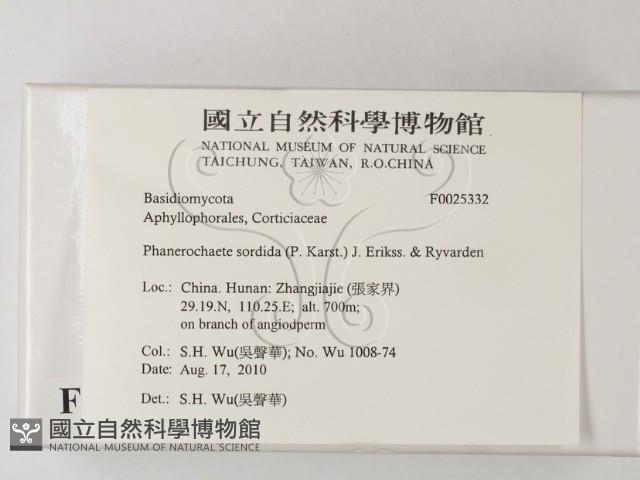 國立自然科學博物館
NATIONAL MUSEUM OF NATURAL SCIENCE
TAICHUNG, TAIWAN, R.O.CHINA
Basidiomycota F0025332
Aphyllophorales, Corticiaceae
Phanerochaete sordida (P. Karst.) J. Erikss. & Ryvarden
Loc.: China. Hunan: Zhangjiajie (張家界)
29.19.N, 110.25.E; alt. 700m;
on branch of angiodperm
Col.: S.H. Wu(吳聲華); No. Wu 1008-74
Date: Aug. 17, 2010
Det.: S.H. Wu(吳聲華)
F
國立自然科學博物館
NATIONAL MUSEUM OF NATURAL SCIENCE